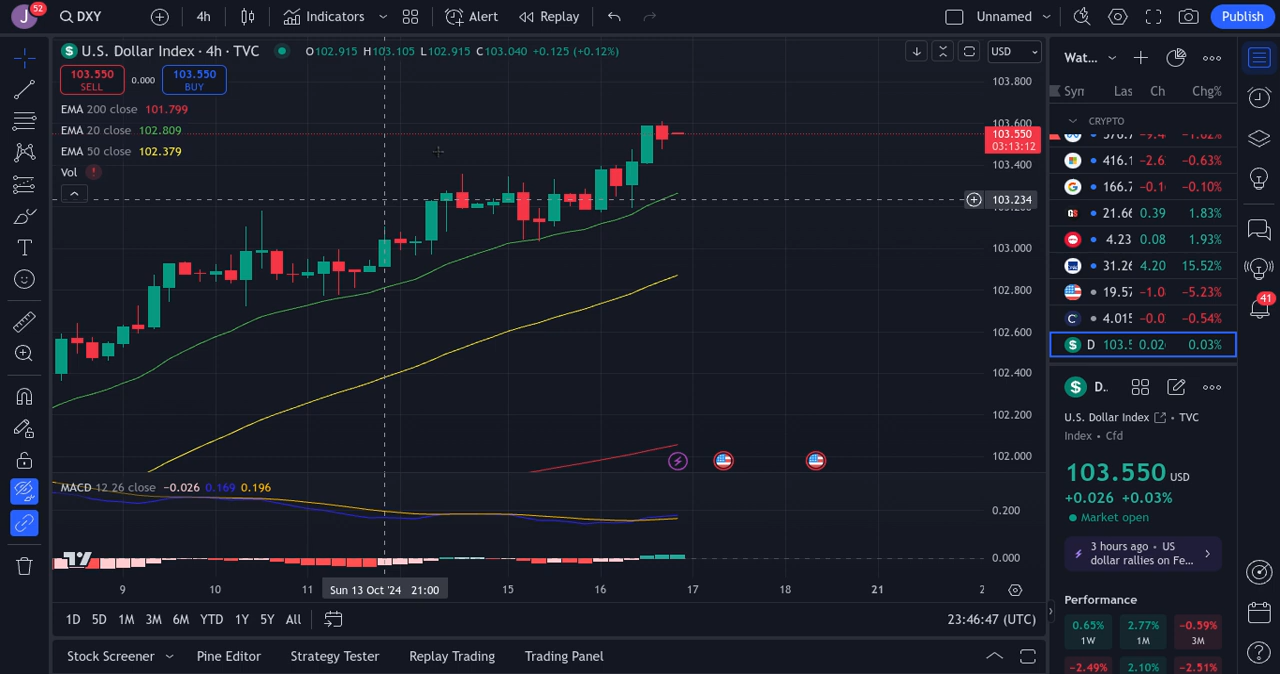 J 52 DXY 4h Indicators Alert Replay Unnamed Publish
$ U.S. Dollar Index · 4h · TVC O102.915 H103.105 L102.915 C103.040 +0.125 (+0.12%) USD
103.550 SELL 0.000 103.550 BUY
EMA 200 close 101.799
EMA 20 close 102.809
EMA 50 close 102.379
Vol !
103.800
103.600
103.550
03:13:12
103.400
103.234
103.000
102.800
102.600
102.400
102.200
102.000
MACD 12 26 close −0.026 0.169 0.196
0.200
0.000
9 10 11 Sun 13 Oct '24 21:00 15 16 17 18 21
1D 5D 1M 3M 6M YTD 1Y 5Y All 23:46:47 (UTC)
Stock Screener Pine Editor Strategy Tester Replay Trading Trading Panel
Wat...
Las Ch Chg%
CRYPTO
416.1 −2.6 −0.63%
166.7 −0.1 −0.10%
21.66 0.39 1.83%
4.23 0.08 1.93%
31.26 4.20 15.52%
19.57 −1.0 −5.23%
4.015 −0.0 −0.54%
$ D 103.5 0.02 0.03%
41
$ D..
U.S. Dollar Index • TVC
Index • Cfd
103.550 USD
+0.026 +0.03%
Market open
3 hours ago • US
dollar rallies on Fe...
Performance
0.65% 2.77% −0.59%
1W 1M 3M
−2.49% 2.10% −2.51%